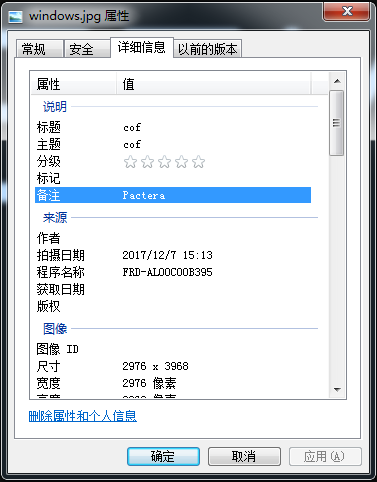 windows.jpg 属性
常规 安全 详细信息 以前的版本
属性 值
说明
标题 cof
主题 cof
分级
标记
备注 Pactera
来源
作者
拍摄日期 2017/12/7 15:13
程序名称 FRD-AL00C00B395
获取日期
版权
图像
图像 ID
尺寸 2976 x 3968
宽度 2976 像素
删除属性和个人信息
确定 取消 应用(A)